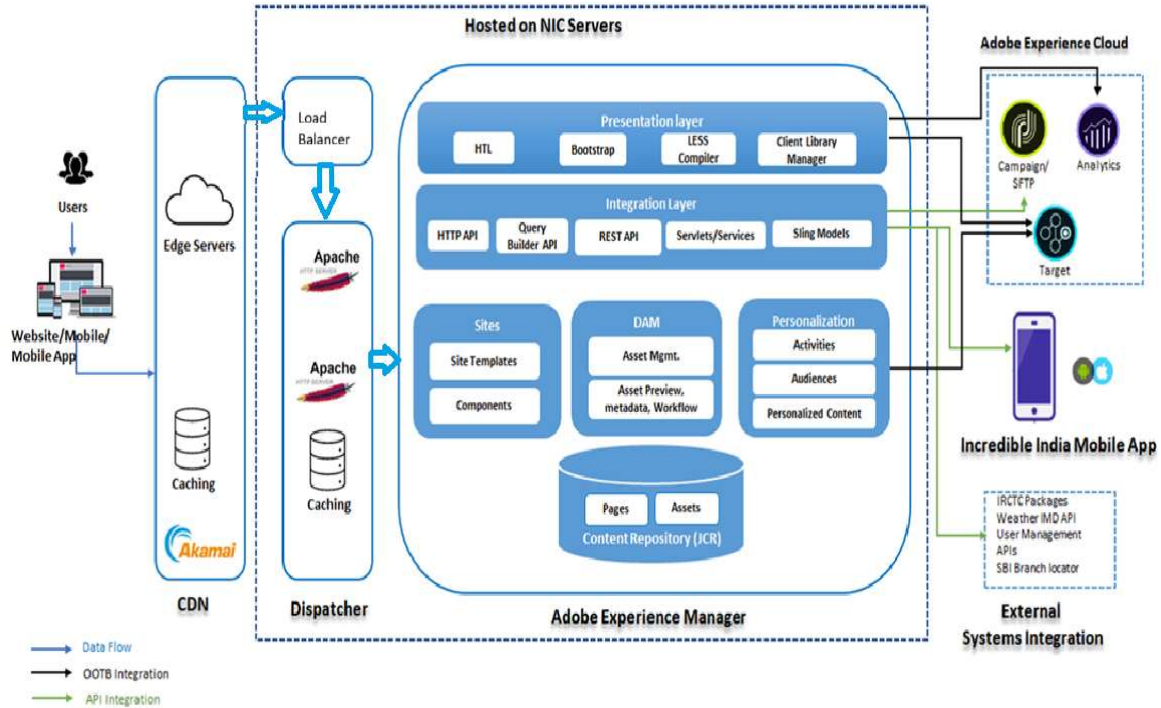 Hosted on NIC Servers
Adobe Experience Cloud
Load
Balancer
Presentation layer
HTL
Bootstrap
LESS
Compiler
Client Library
Manager
Campaign/
SFTP
Analytics
Users
Edge Servers
Integration Layer
HTTP API
Query
Builder API
REST API
Servlets/Services
Sling Models
Target
Apache
HTTP SERVER
Website/Mobile/
Mobile App
Sites
Site Templates
Components
DAM
Asset Mgmt.
Asset Preview,
metadata, Workflow
Personalization
Activities
Audiences
Personalized Content
Apache
HTTP SERVER
Incredible India Mobile App
Caching
Caching
Pages
Assets
Content Repository (JCR)
Akamai
IRCTC Packages
Weather IMD API
User Management
APIs
SBI Branch locator
CDN
Dispatcher
Adobe Experience Manager
External
Systems Integration
Data Flow
OOTB Integration
API Integration